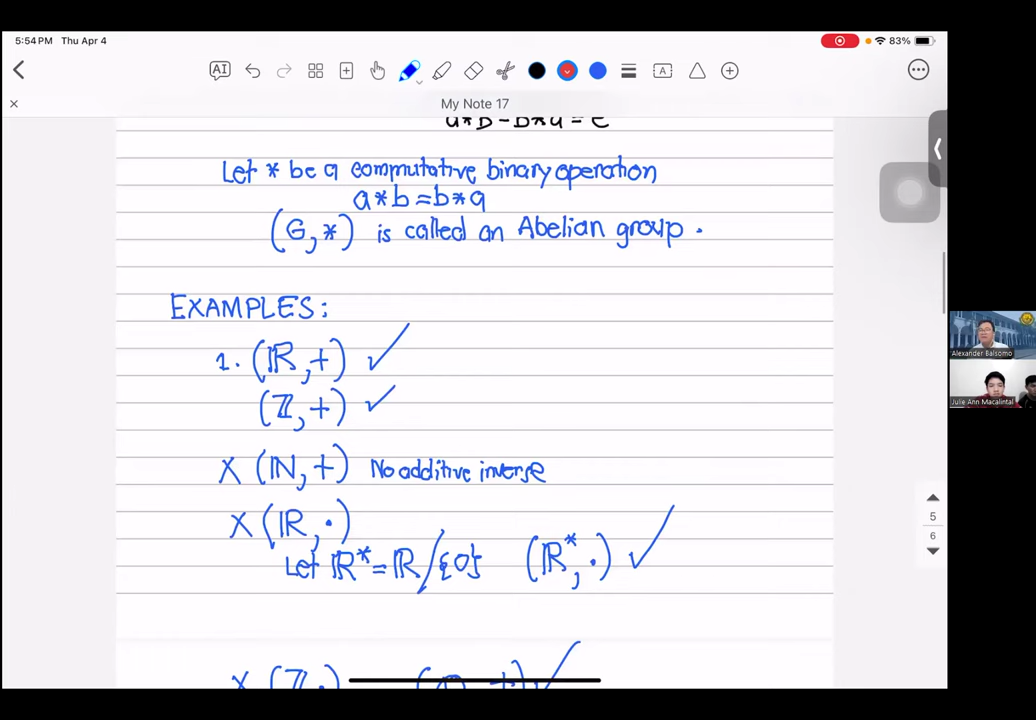 5:54 PM Thu Apr 4 83%
AI A
× My Note 17
a*b = b*a = e
Let * be a commutative binary operation
a*b = b*a
(G, *) is called an Abelian group.
EXAMPLES:
1. (ℝ, +) ✓
(ℤ, +) ✓
X (ℕ, +) No additive inverse
X (ℝ, ·)
Let ℝ* = ℝ/{0} (ℝ*, ·) ✓
X (ℤ, ·)
5
6
Alexander Balsomo
Julie Ann Macalintal